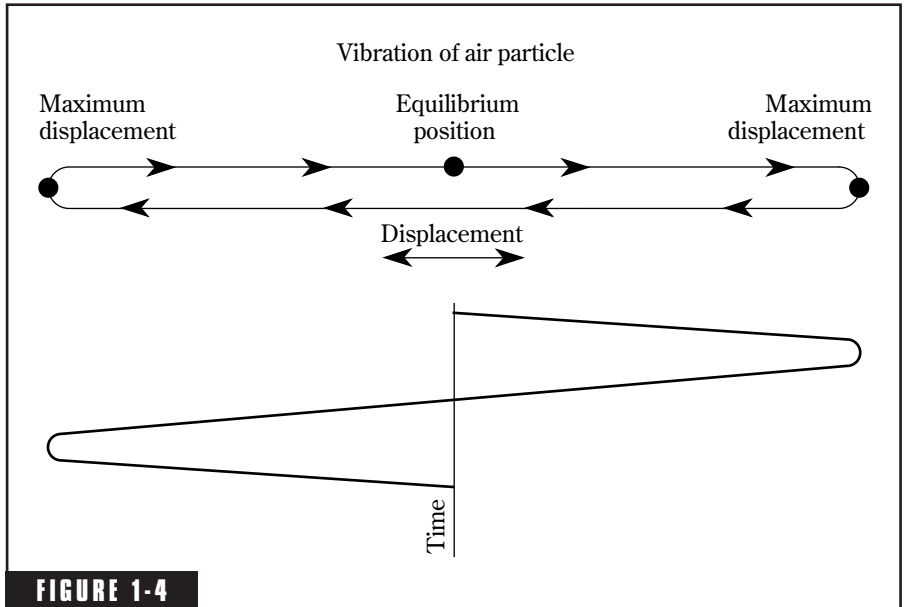 Vibration of air particle
Maximum
displacement
Equilibrium
position
Maximum
displacement
Displacement
Time
FIGURE 1-4